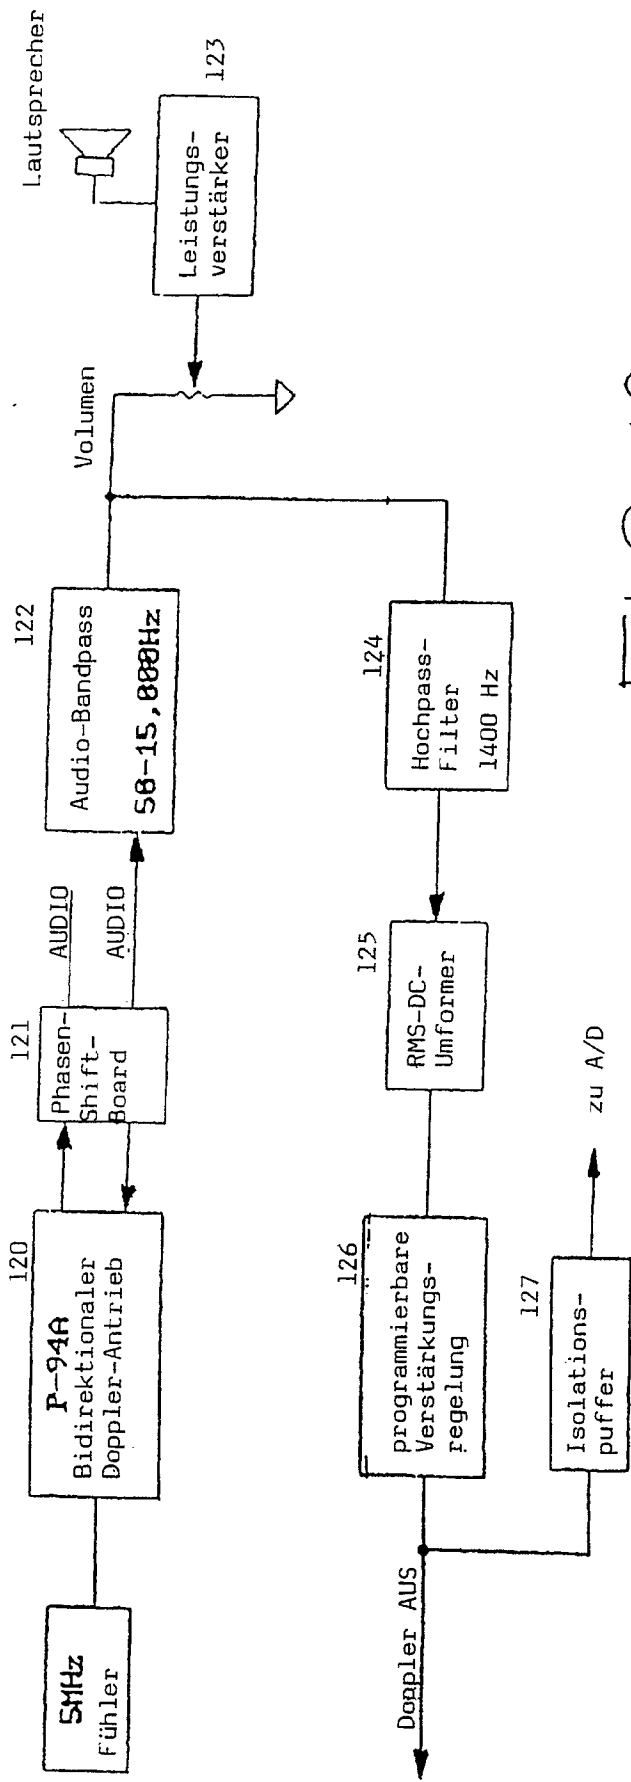 5MHz
Fühler
120
P-94A
Bidirektionaler
Doppler-Antrieb
121
Phasen-
Shift-
Board
AUDIO
AUDIO
122
Audio-Bandpass
50-15,000Hz
Volumen
Lautsprecher
123
Leistungs-
verstärker
124
Hochpass-
Filter
1400 Hz
125
RMS-DC-
Umformer
126
programmierbare
Verstärkungs-
regelung
Doppler AUS
127
Isolations-
puffer
zu A/D